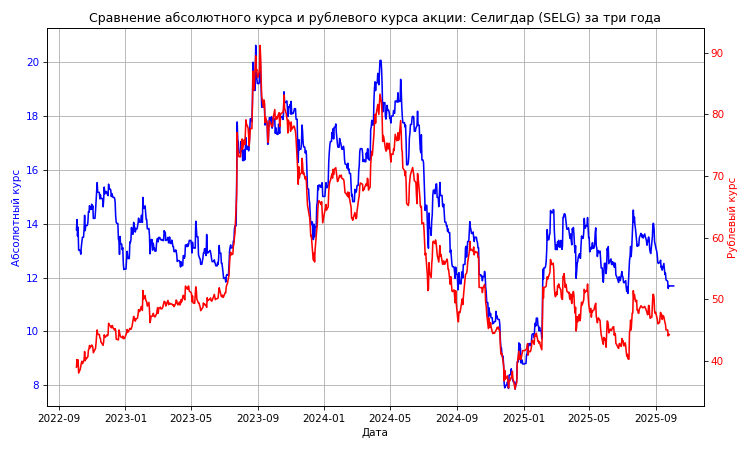 Сравнение абсолютного курса и рублевого курса акции: Селигдар (SELG) за три года
Абсолютный курс
20
18
16
14
12
10
8
90
80
70
60
50
40
Рублевый курс
2022-09 2023-01 2023-05 2023-09 2024-01 2024-05 2024-09 2025-01 2025-05 2025-09
Дата